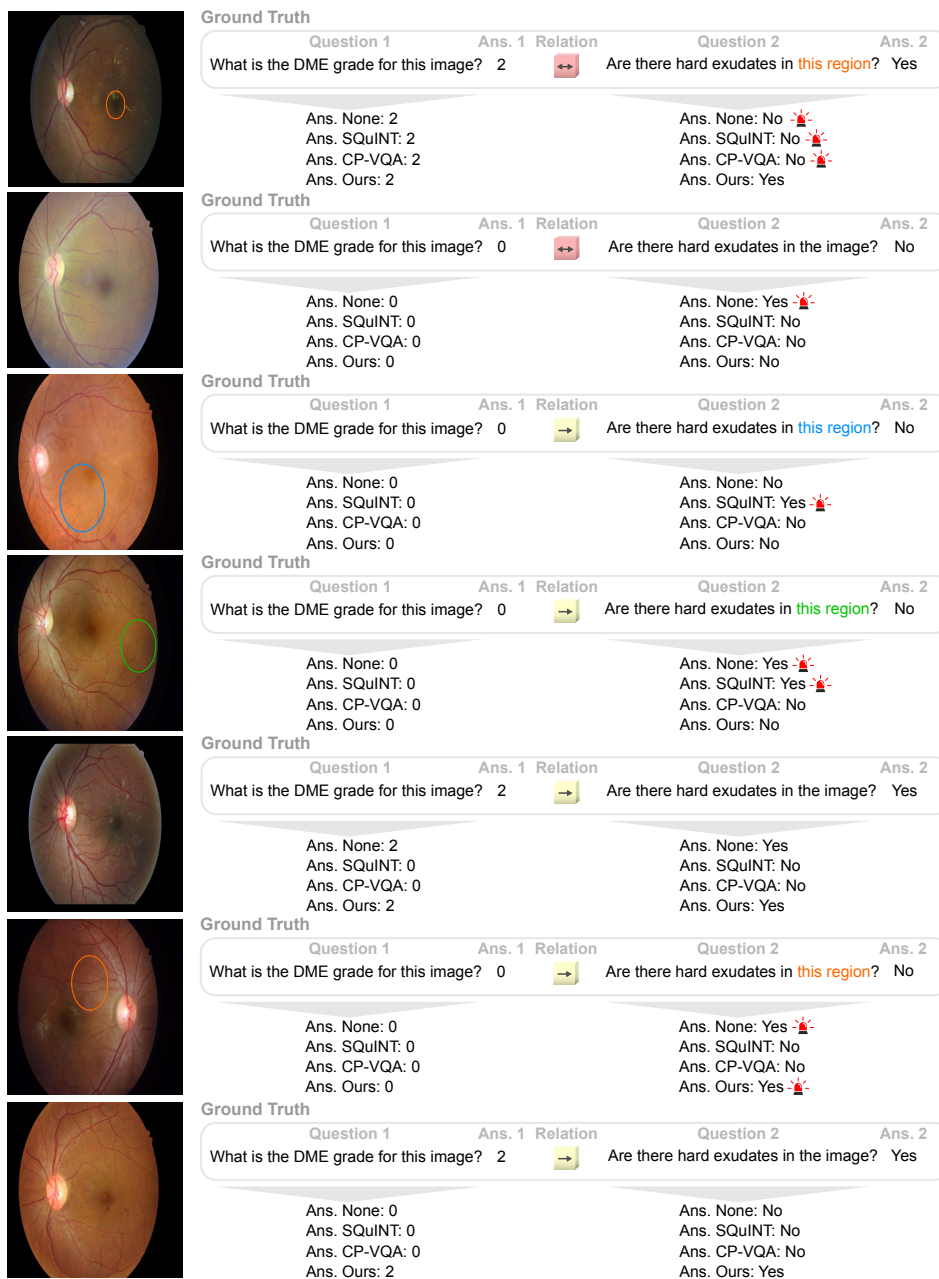 Ground Truth
Question 1 Ans. 1 Relation Question 2 Ans. 2
What is the DME grade for this image? 2 ↔ Are there hard exudates in this region? Yes
Ans. None: 2 Ans. None: No
Ans. SQuINT: 2 Ans. SQuINT: No
Ans. CP-VQA: 2 Ans. CP-VQA: No
Ans. Ours: 2 Ans. Ours: Yes
Ground Truth
Question 1 Ans. 1 Relation Question 2 Ans. 2
What is the DME grade for this image? 0 ↔ Are there hard exudates in the image? No
Ans. None: 0 Ans. None: Yes
Ans. SQuINT: 0 Ans. SQuINT: No
Ans. CP-VQA: 0 Ans. CP-VQA: No
Ans. Ours: 0 Ans. Ours: No
Ground Truth
Question 1 Ans. 1 Relation Question 2 Ans. 2
What is the DME grade for this image? 0 → Are there hard exudates in this region? No
Ans. None: 0 Ans. None: No
Ans. SQuINT: 0 Ans. SQuINT: Yes
Ans. CP-VQA: 0 Ans. CP-VQA: No
Ans. Ours: 0 Ans. Ours: No
Ground Truth
Question 1 Ans. 1 Relation Question 2 Ans. 2
What is the DME grade for this image? 0 → Are there hard exudates in this region? No
Ans. None: 0 Ans. None: Yes
Ans. SQuINT: 0 Ans. SQuINT: Yes
Ans. CP-VQA: 0 Ans. CP-VQA: No
Ans. Ours: 0 Ans. Ours: No
Ground Truth
Question 1 Ans. 1 Relation Question 2 Ans. 2
What is the DME grade for this image? 2 → Are there hard exudates in the image? Yes
Ans. None: 2 Ans. None: Yes
Ans. SQuINT: 0 Ans. SQuINT: No
Ans. CP-VQA: 0 Ans. CP-VQA: No
Ans. Ours: 2 Ans. Ours: Yes
Ground Truth
Question 1 Ans. 1 Relation Question 2 Ans. 2
What is the DME grade for this image? 0 → Are there hard exudates in this region? No
Ans. None: 0 Ans. None: Yes
Ans. SQuINT: 0 Ans. SQuINT: No
Ans. CP-VQA: 0 Ans. CP-VQA: No
Ans. Ours: 0 Ans. Ours: Yes
Ground Truth
Question 1 Ans. 1 Relation Question 2 Ans. 2
What is the DME grade for this image? 2 → Are there hard exudates in the image? Yes
Ans. None: 0 Ans. None: No
Ans. SQuINT: 0 Ans. SQuINT: No
Ans. CP-VQA: 0 Ans. CP-VQA: No
Ans. Ours: 2 Ans. Ours: Yes